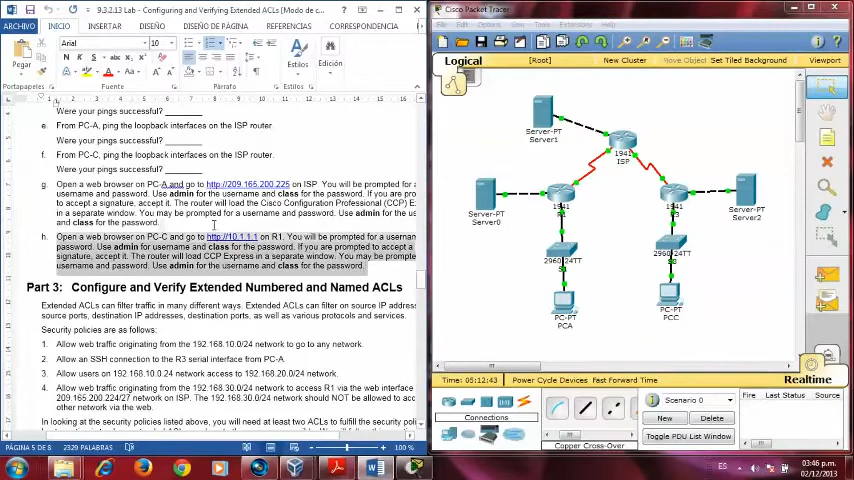 9.3.2.13 Lab - Configuring and Verifying Extended ACLs [Modo de c...
ARCHIVO INICIO INSERTAR DISEÑO DISEÑO DE PÁGINA REFERENCIAS CORRESPONDENCIA
Arial 10
Pegar
Estilos
Edición
Portapapeles
Fuente
Párrafo
Estilos
Were your pings successful? ________
e. From PC-A, ping the loopback interfaces on the ISP router.
Were your pings successful? ________
f. From PC-C, ping the loopback interfaces on the ISP router.
Were your pings successful? ________
g. Open a web browser on PC-A and go to http://209.165.200.225 on ISP. You will be prompted for a
username and password. Use admin for the username and class for the password. If you are pro
to accept a signature, accept it. The router will load the Cisco Configuration Professional (CCP) E
in a separate window. You may be prompted for a username and password. Use admin for the us
and class for the password.
h. Open a web browser on PC-C and go to http://10.1.1.1 on R1. You will be prompted for a usernam
password. Use admin for the username and class for the password. If you are prompted to accept a
signature, accept it. The router will load CCP Express in a separate window. You may be prompte
username and password. Use admin for the username and class for the password.
Part 3: Configure and Verify Extended Numbered and Named ACLs
Extended ACLs can filter traffic in many different ways. Extended ACLs can filter on source IP addres
source ports, destination IP addresses, destination ports, as well as various protocols and services.
Security policies are as follows:
1. Allow web traffic originating from the 192.168.10.0/24 network to go to any network.
2. Allow an SSH connection to the R3 serial interface from PC-A.
3. Allow users on 192.168.10.0.24 network access to 192.168.20.0/24 network.
4. Allow web traffic originating from the 192.168.30.0/24 network to access R1 via the web interface
209.165.200.224/27 network on ISP. The 192.168.30.0/24 network should NOT be allowed to ac
other network via the web.
In looking at the security policies listed above, you will need at least two ACLs to fulfill the security poli
PÁGINA 5 DE 8 2329 PALABRAS 100 %
Cisco Packet Tracer
File Edit Options View Tools Extensions Help
Logical [Root] New Cluster Move Object Set Tiled Background Viewport
Server-PT
Server1
1941
ISP
Server-PT
Server0
1941
Server-PT
Server2
1941
2960-24TT
2960-24TT
PC-PT
PCA
PC-PT
PCC
Time: 05:12:43 Power Cycle Devices Fast Forward Time Realtime
Connections
Copper Cross-Over
Scenario 0
New Delete
Toggle PDU List Window
Fire Last Status Source
ES
03:46 p.m.
02/12/2013